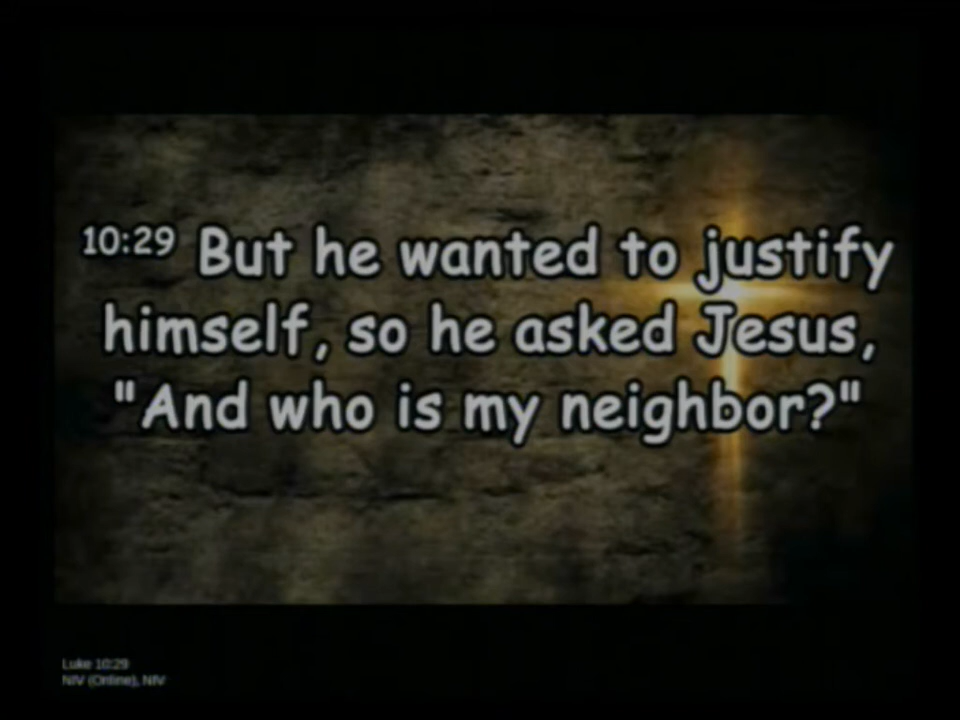 10:29 But he wanted to justify
himself, so he asked Jesus,
"And who is my neighbor?"
Luke 10:29
NIV (Online), NIV